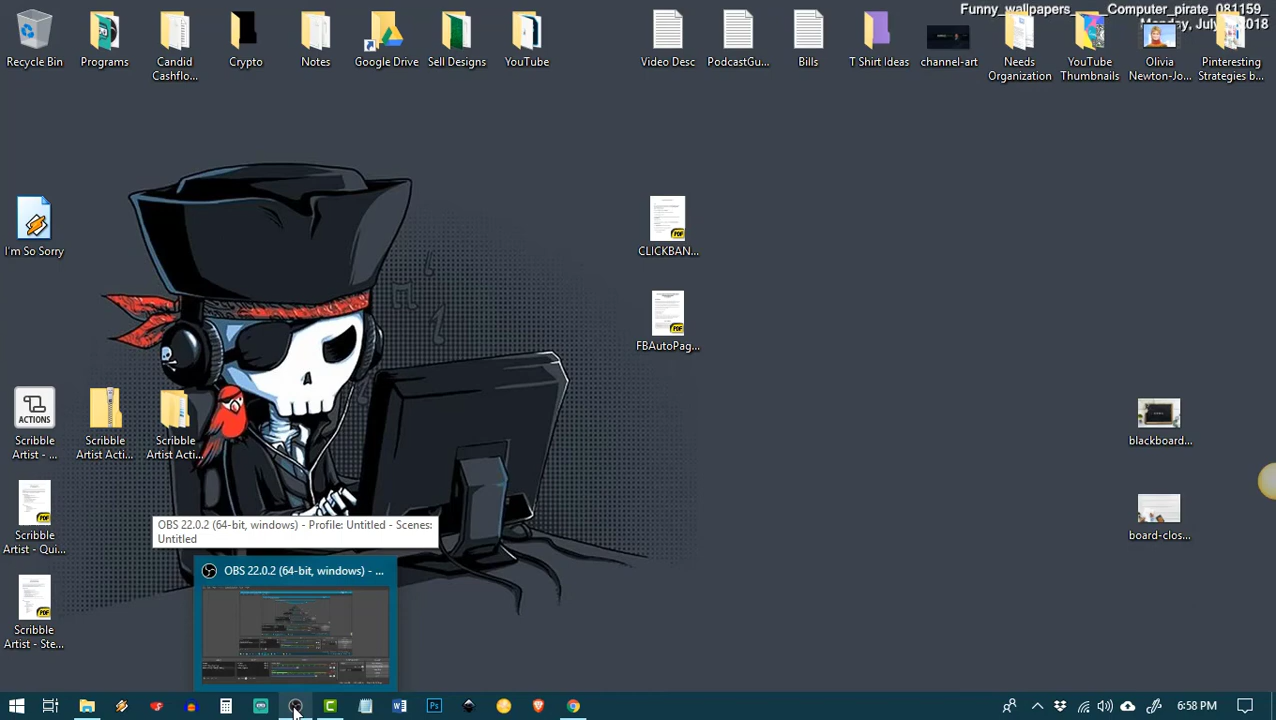 Funny_wallpapers___Computer_pirate_081159_
Recycle Bin
Programs
Candid
Cashflo...
Crypto
Notes
Google Drive
Sell Designs
YouTube
Video Desc
PodcastGu...
Bills
T Shirt Ideas
channel-art
Needs
Organization
YouTube
Thumbnails
Olivia
Newton-Jo...
Pinteresting
Strategies b...
I'm So Sorry
CLICKBAN...
FBAutoPag...
ACTIONS
Scribble
Artist - ...
Scribble
Artist Acti...
Scribble
Artist Acti...
blackboard...
Scribble
Artist - Qui...
board-clos...
Scribble
Artist - Se...
OBS 22.0.2 (64-bit, windows) - Profile: Untitled - Scenes:
Untitled
OBS 22.0.2 (64-bit, windows) - ...
6:58 PM